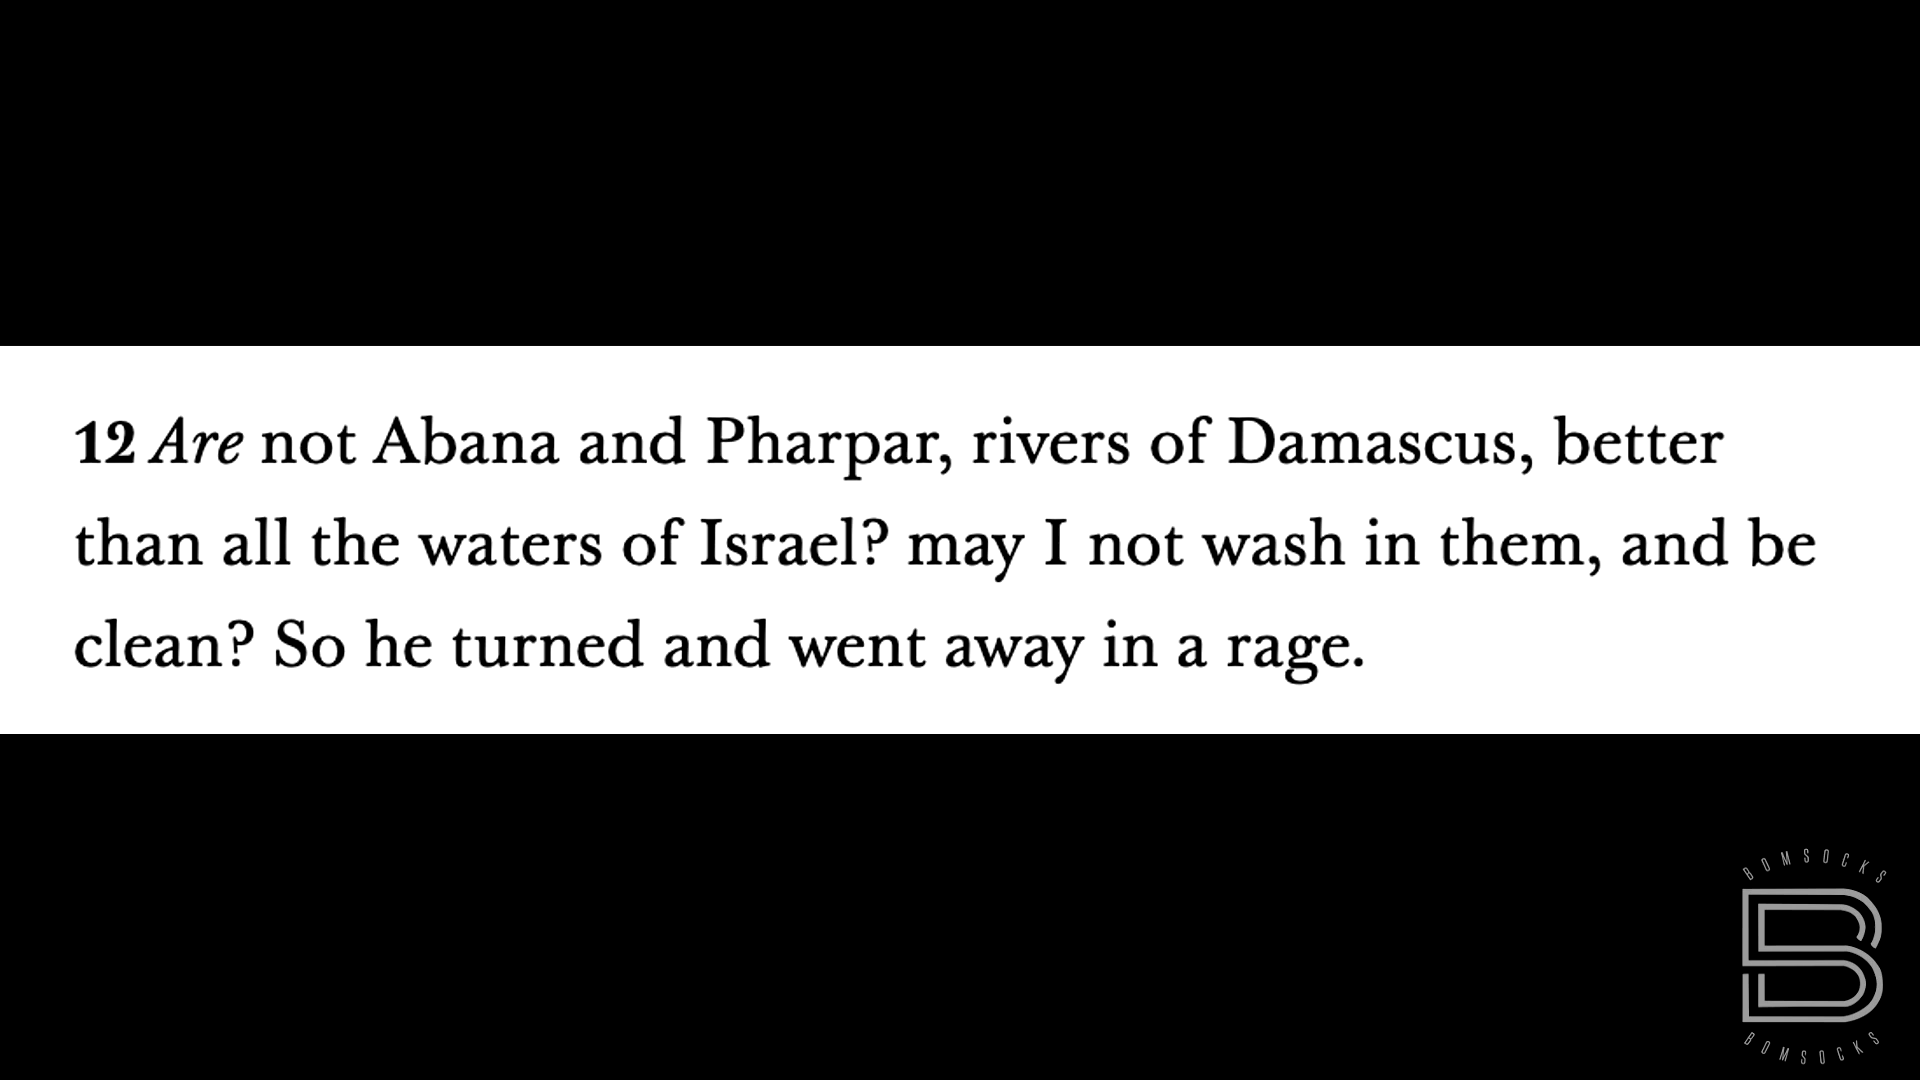 12 Are not Abana and Pharpar, rivers of Damascus, better
than all the waters of Israel? may I not wash in them, and be
clean? So he turned and went away in a rage.
BOMSOCKS
B
BOMSOCKS